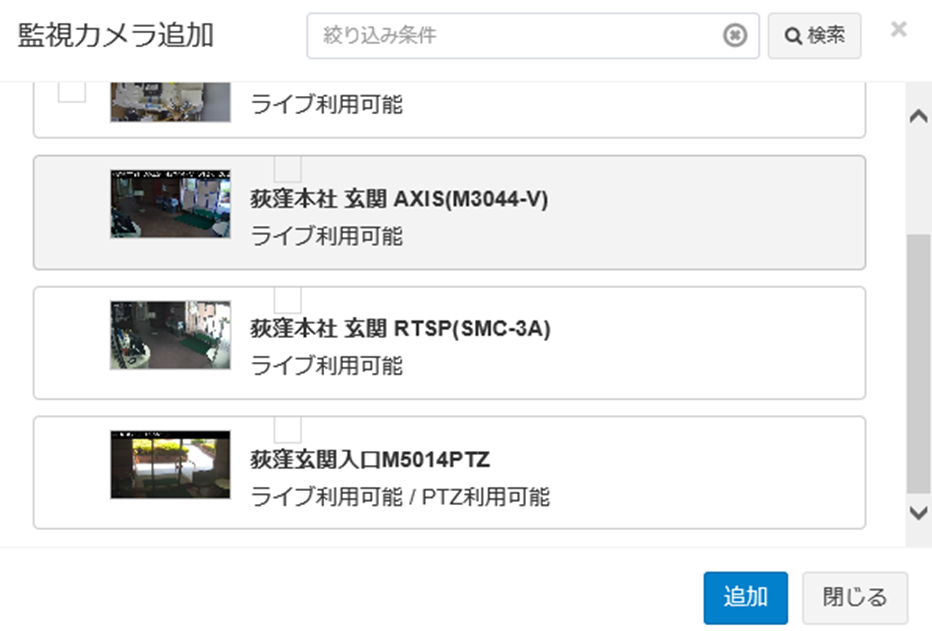 監視カメラ追加
絞り込み条件
検索
ライブ利用可能
荻窪本社 玄関 AXIS(M3044-V)
ライブ利用可能
荻窪本社 玄関 RTSP(SMC-3A)
ライブ利用可能
荻窪玄関入口M5014PTZ
ライブ利用可能 / PTZ利用可能
追加
閉じる